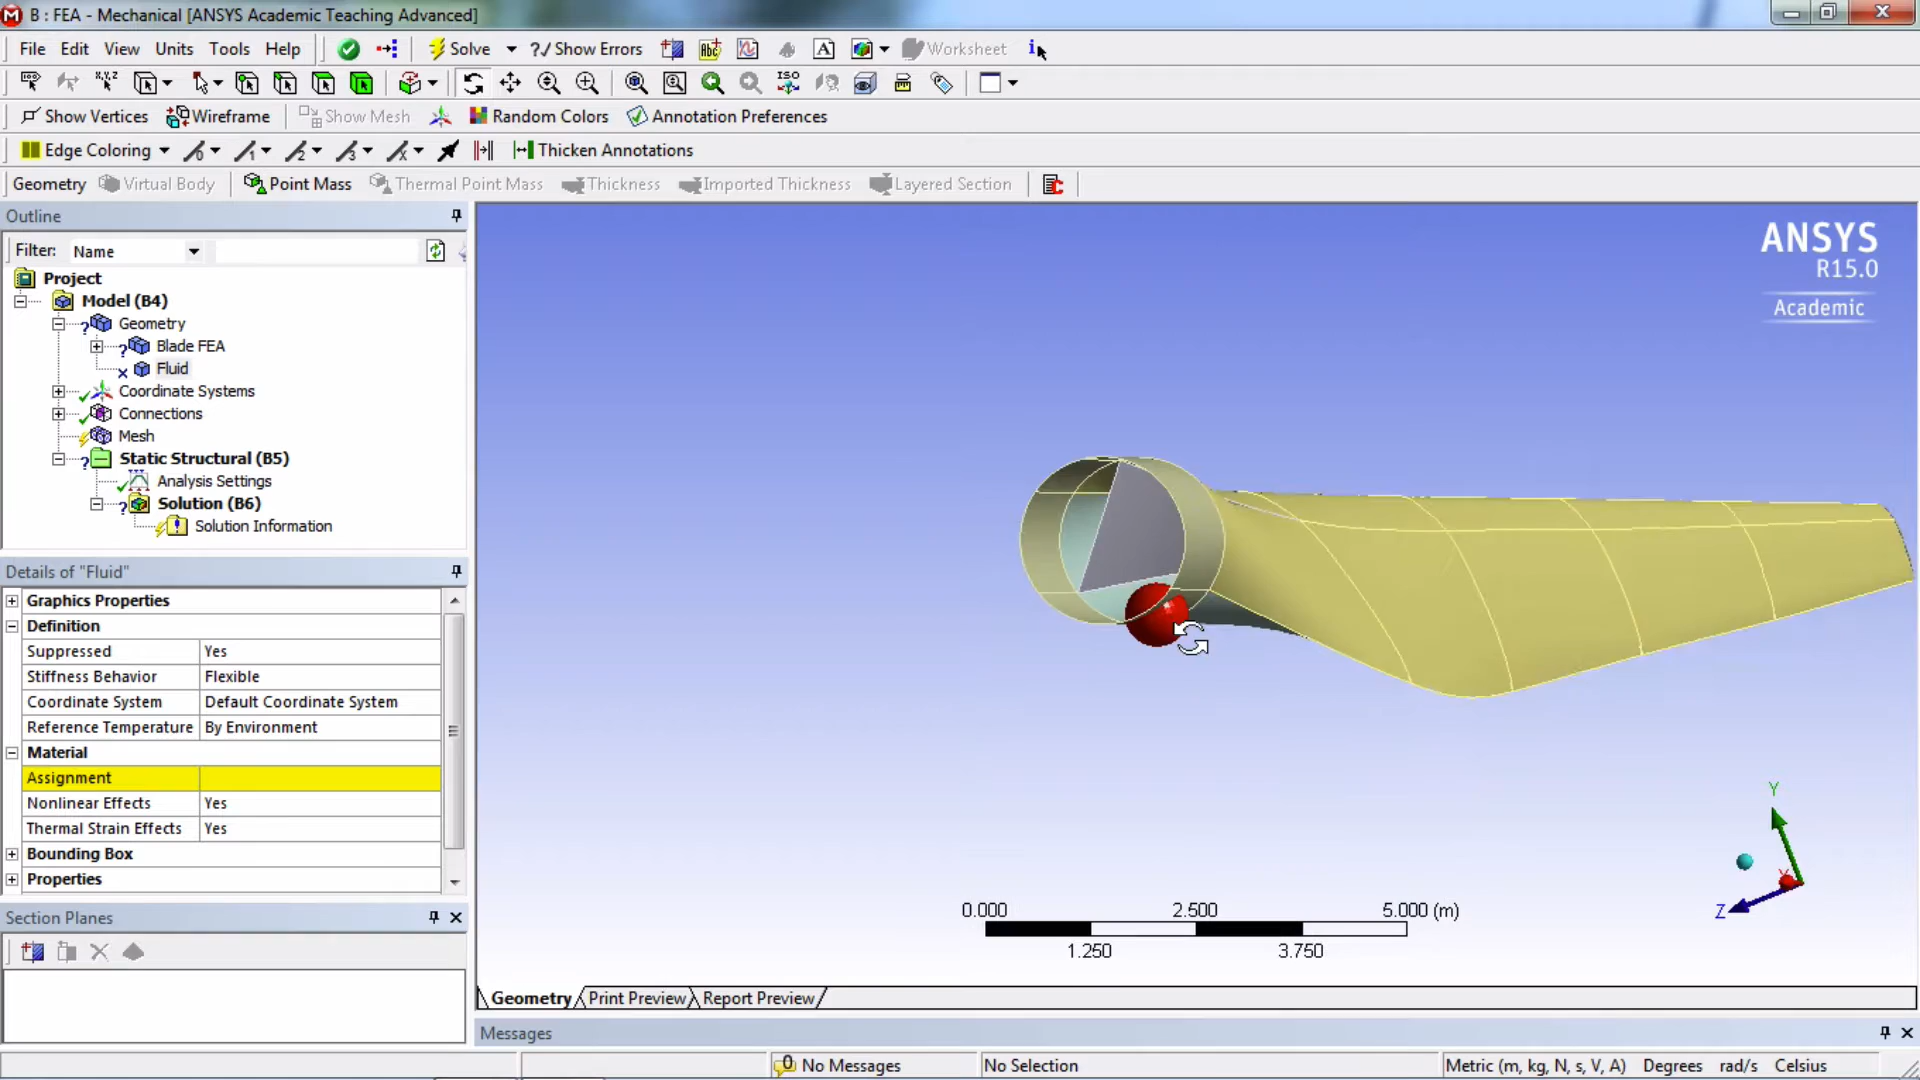 B : FEA - Mechanical [ANSYS Academic Teaching Advanced]
File Edit View Units Tools Help Solve ?/ Show Errors Worksheet
Show Vertices Wireframe Show Mesh Random Colors Annotation Preferences
Edge Coloring Thicken Annotations
Geometry Virtual Body Point Mass Thermal Point Mass Thickness Imported Thickness Layered Section
Outline
Filter: Name
Project
Model (B4)
Geometry
Blade FEA
Fluid
Coordinate Systems
Connections
Mesh
Static Structural (B5)
Analysis Settings
Solution (B6)
Solution Information
Details of "Fluid"
Graphics Properties
Definition
Suppressed Yes
Stiffness Behavior Flexible
Coordinate System Default Coordinate System
Reference Temperature By Environment
Material
Assignment
Nonlinear Effects Yes
Thermal Strain Effects Yes
Bounding Box
Properties
Section Planes
ANSYS
R15.0
Academic
Y
X
Z
0.000 2.500 5.000 (m)
1.250 3.750
Geometry Print Preview Report Preview
Messages
No Messages No Selection Metric (m, kg, N, s, V, A) Degrees rad/s Celsius